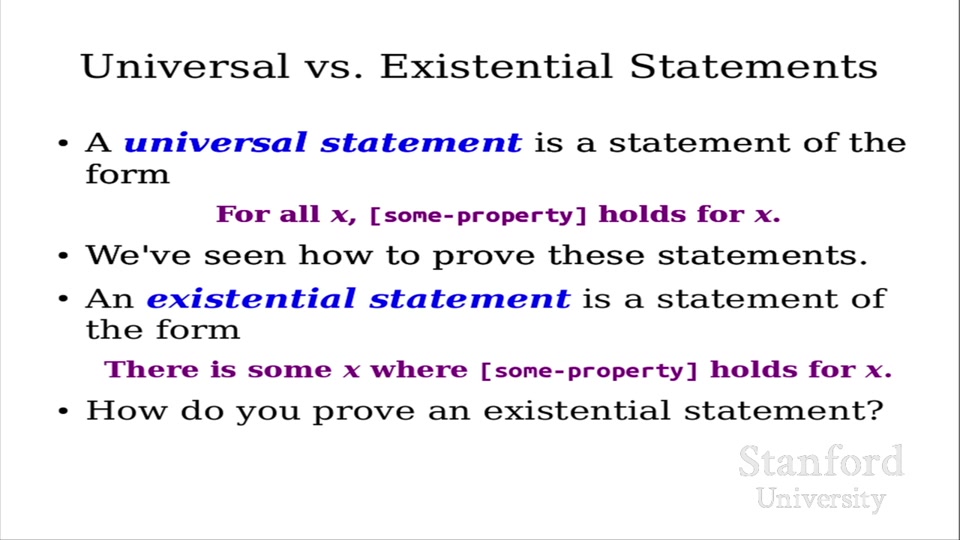 Universal vs. Existential Statements
• A universal statement is a statement of the
form
For all x, [some-property] holds for x.
• We've seen how to prove these statements.
• An existential statement is a statement of
the form
There is some x where [some-property] holds for x.
• How do you prove an existential statement?
Stanford
University